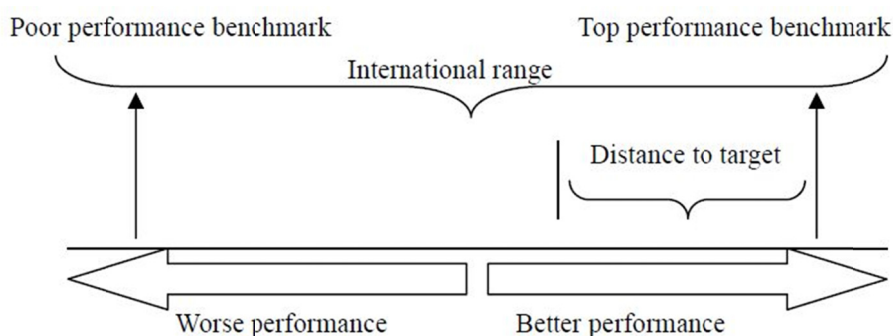 Poor performance benchmark
Top performance benchmark
International range
Distance to target
Worse performance
Better performance